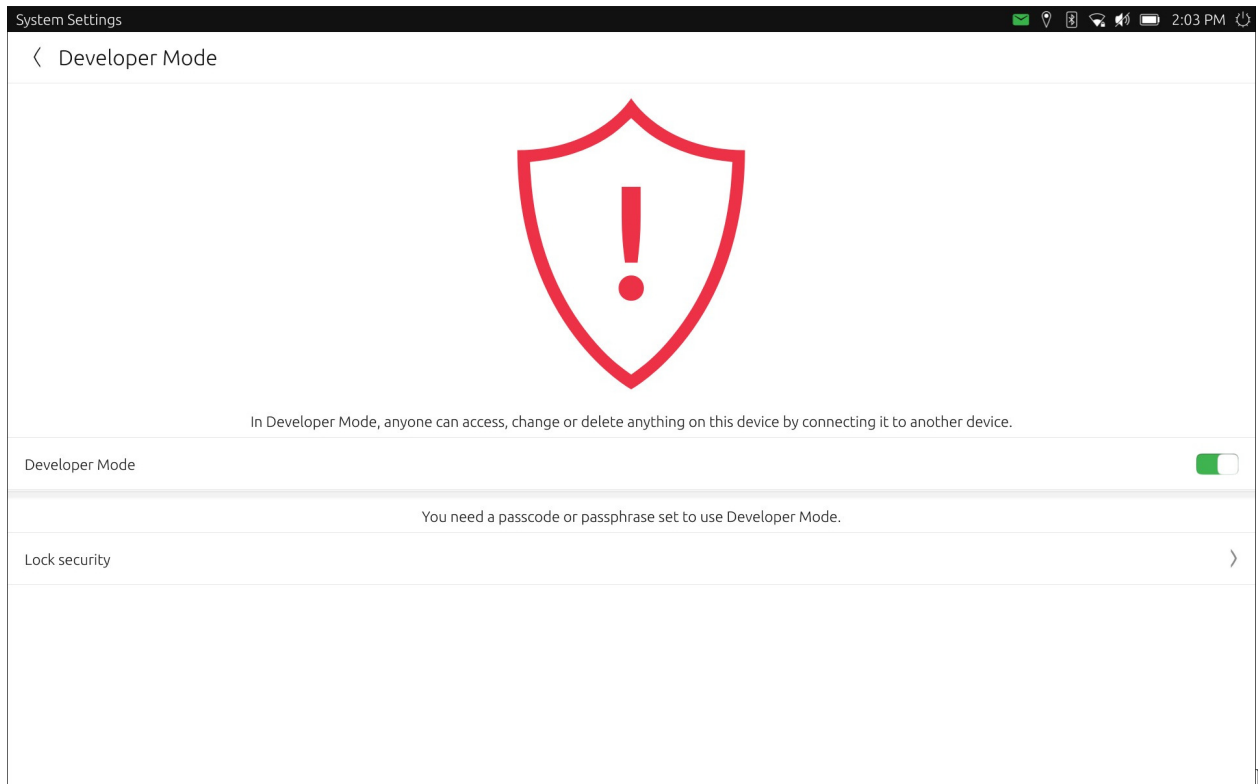 System Settings 2:03 PM
Developer Mode
In Developer Mode, anyone can access, change or delete anything on this device by connecting it to another device.
Developer Mode
You need a passcode or passphrase set to use Developer Mode.
Lock security